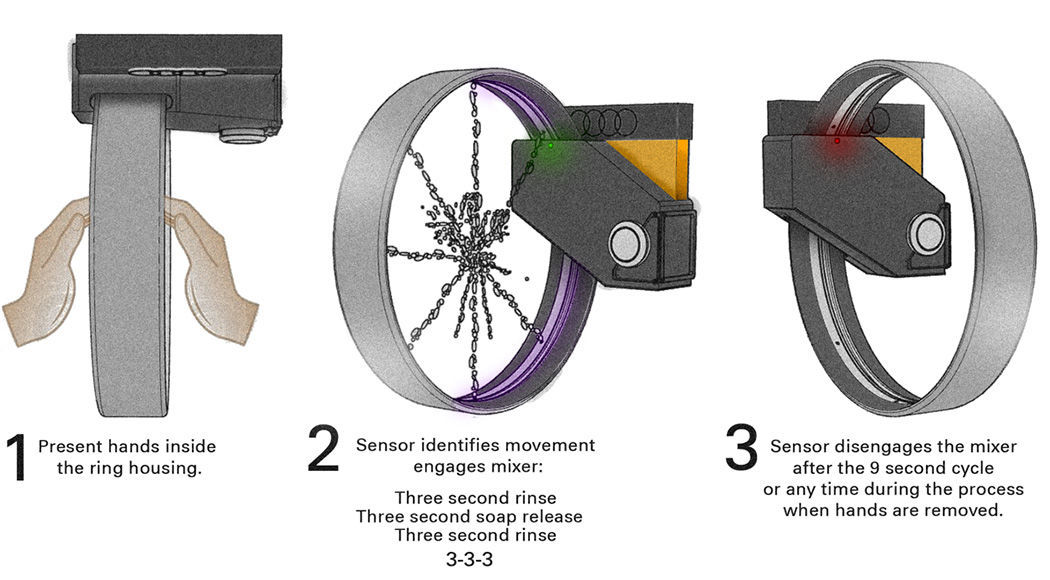 1 Present hands inside
the ring housing.
2 Sensor identifies movement
engages mixer:
Three second rinse
Three second soap release
Three second rinse
3-3-3
3 Sensor disengages the mixer
after the 9 second cycle
or any time during the process
when hands are removed.